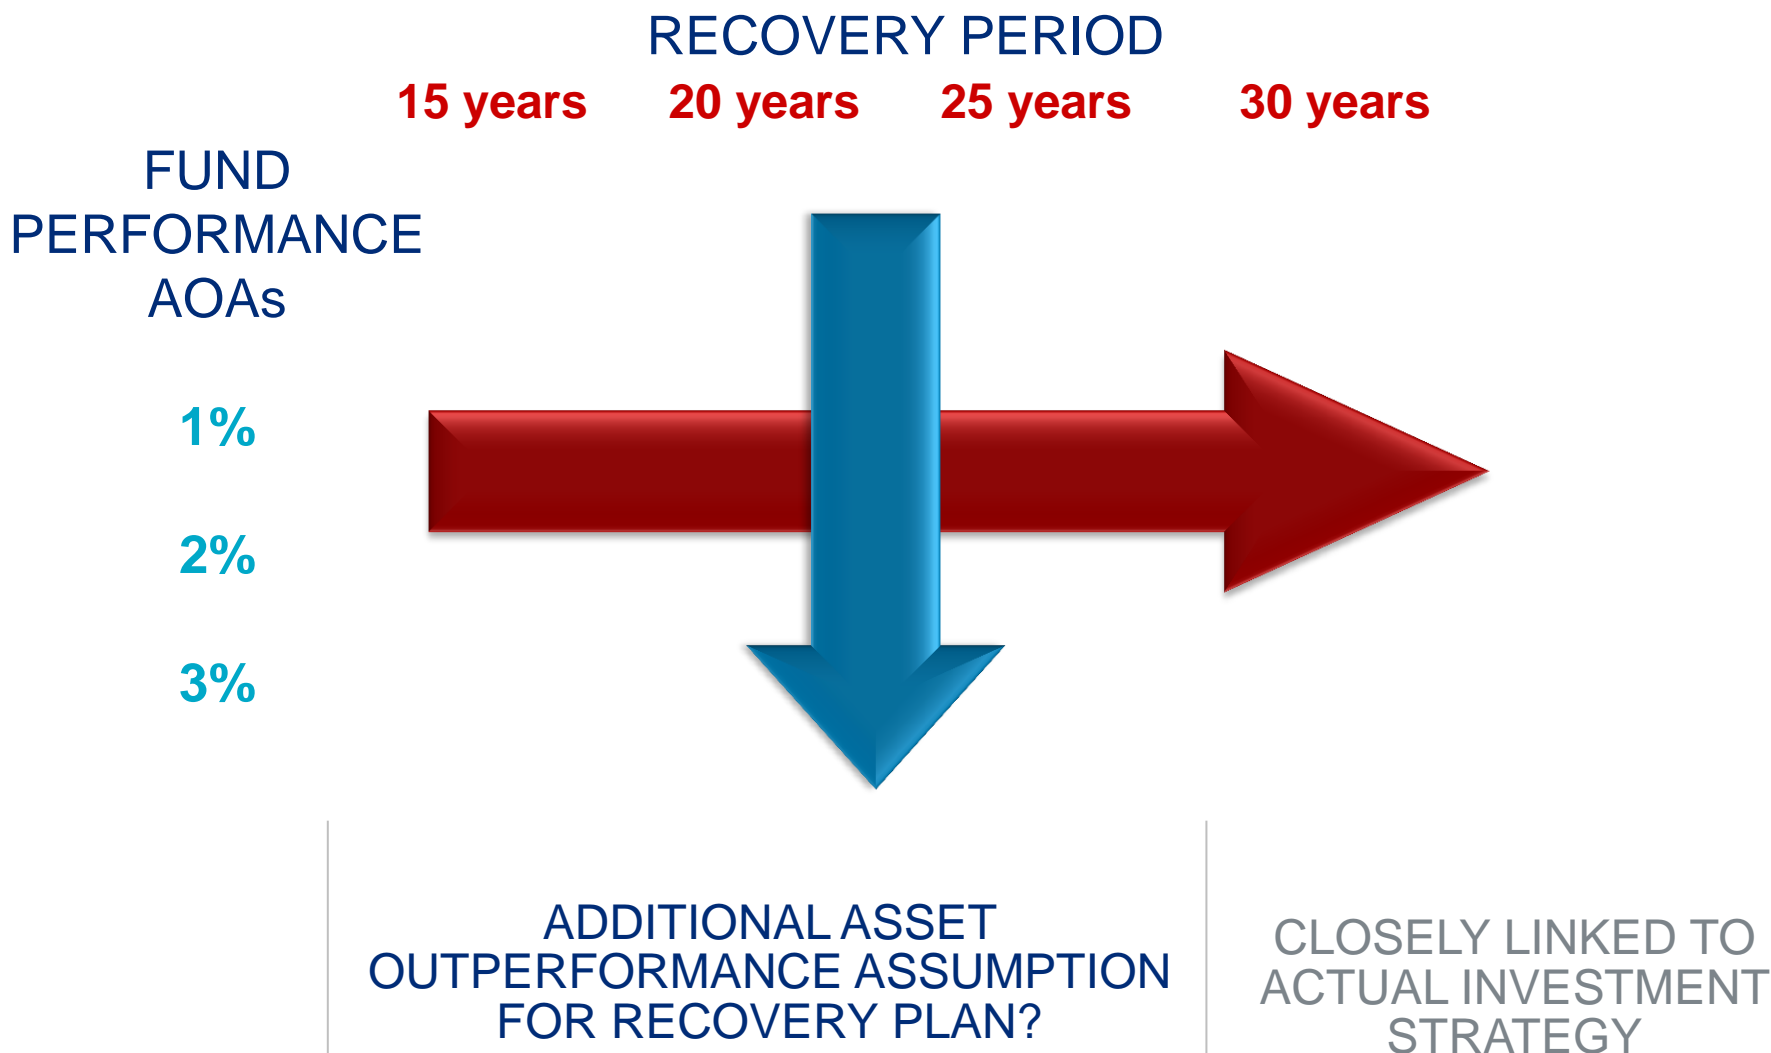 RECOVERY PERIOD
15 years 20 years 25 years 30 years
FUND
PERFORMANCE
AOAs
1%
2%
3%
ADDITIONAL ASSET
OUTPERFORMANCE ASSUMPTION
FOR RECOVERY PLAN?
CLOSELY LINKED TO
ACTUAL INVESTMENT
STRATEGY